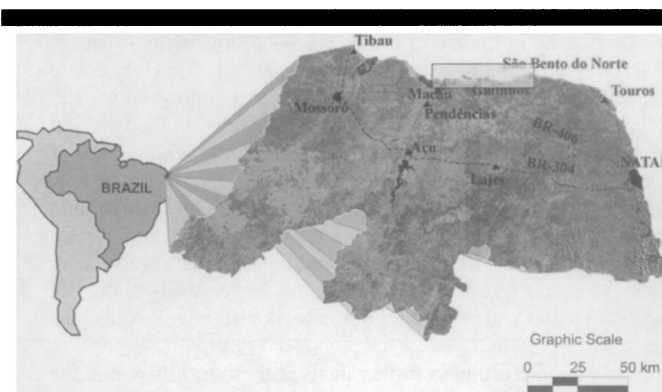 Tibau
São Bento do Norte
Mossoró
Macau
Guamaré
Touros
Pendências
BR-406
Açu
BR-304
NATAL
Lajes
BRAZIL
Graphic Scale
0 25 50 km